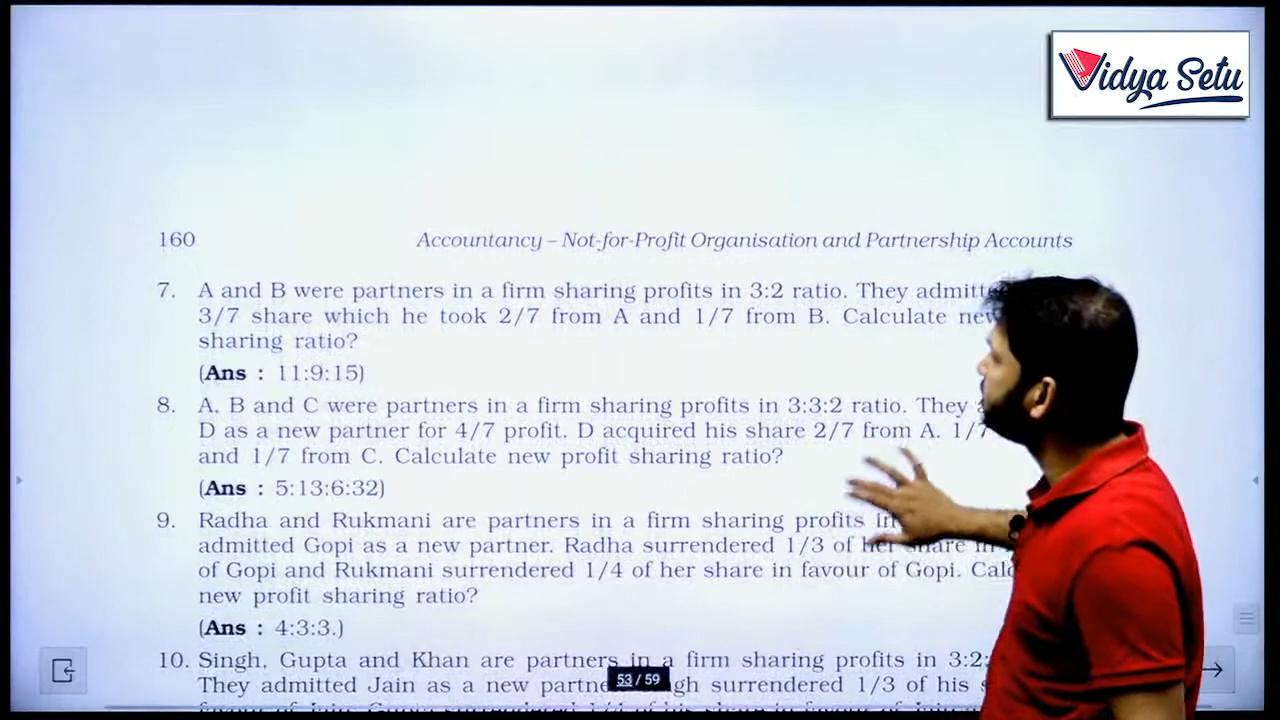 Vidya Setu
160 Accountancy – Not-for-Profit Organisation and Partnership Accounts
7. A and B were partners in a firm sharing profits in 3:2 ratio. They
3/7 share which he took 2/7 from A and 1/7 from B. Calculate
sharing ratio?
(Ans : 11:9:15)
8. A, B and C were partners in a firm sharing profits in 3:3:2 ratio. They
D as a new partner for 4/7 profit. D acquired his share 2/7 from A. 1/7
and 1/7 from C. Calculate new profit sharing ratio?
(Ans : 5:13:6:32)
9. Radha and Rukmani are partners in a firm sharing profits in
admitted Gopi as a new partner. Radha surrendered 1/3 of her share in
of Gopi and Rukmani surrendered 1/4 of her share in favour of Gopi.
new profit sharing ratio?
(Ans : 4:3:3.)
10. Singh, Gupta and Khan are partners in a firm sharing profits in 3:2:
They admitted Jain as a new surrendered 1/3 of his
53 / 59